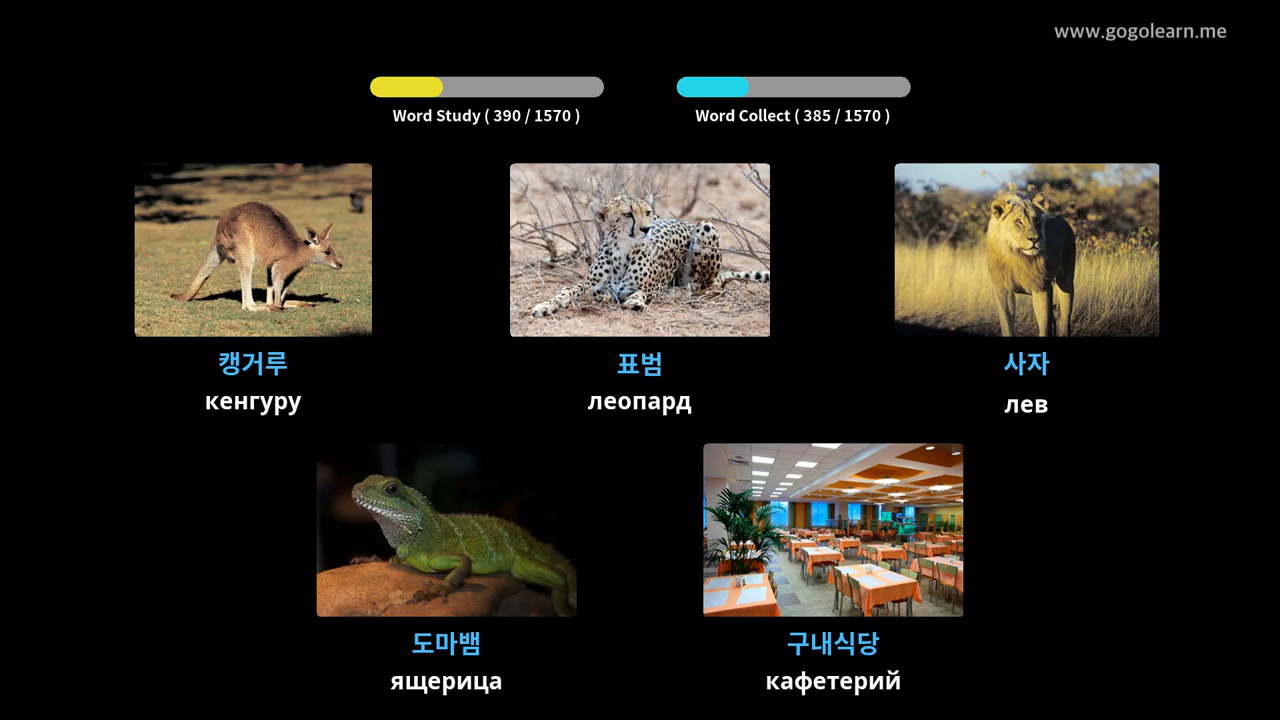 www.gogolearn.me
Word Study ( 390 / 1570 )
Word Collect ( 385 / 1570 )
캥거루
кенгуру
표범
леопард
사자
лев
도마뱀
ящерица
구내식당
кафетерий